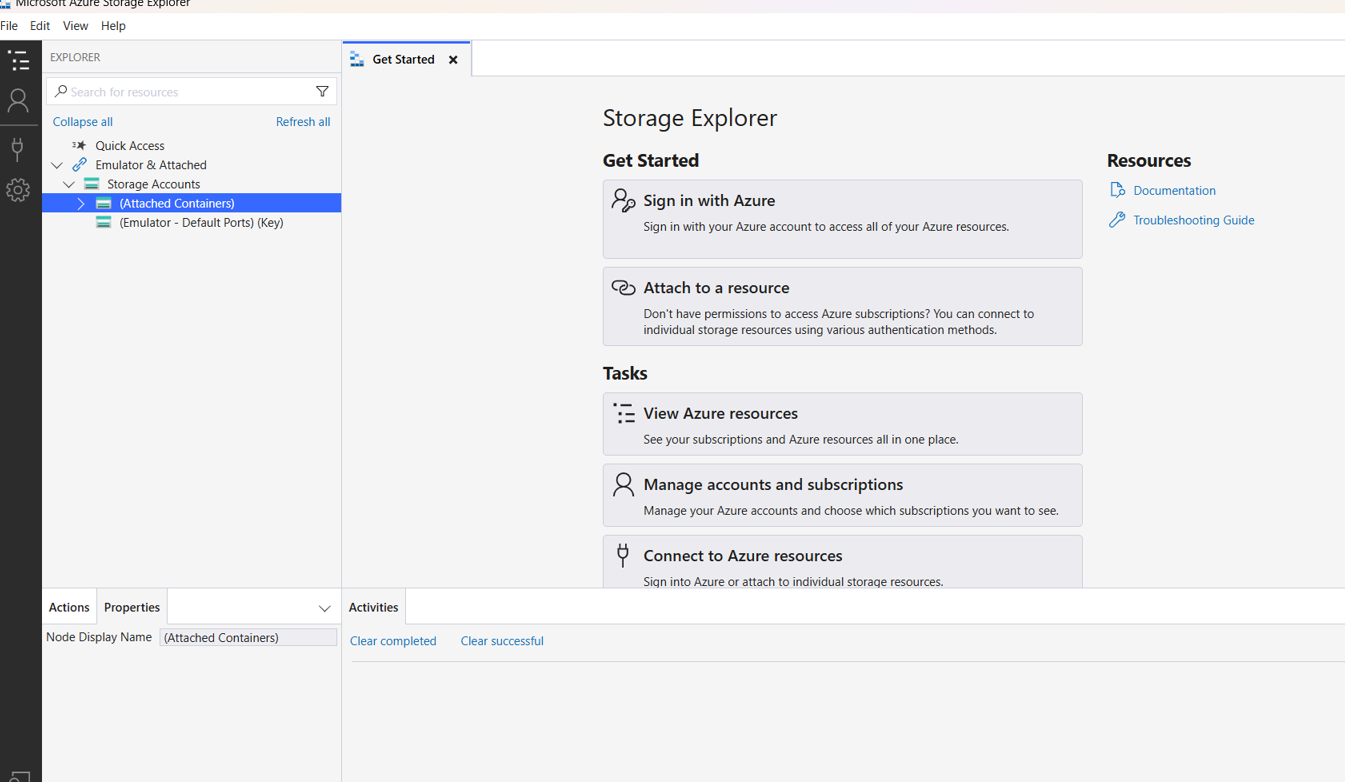 Microsoft Azure Storage Explorer
File Edit View Help
EXPLORER
Search for resources
Collapse all
Refresh all
Quick Access
Emulator & Attached
Storage Accounts
(Attached Containers)
(Emulator - Default Ports) (Key)
Get Started
Storage Explorer
Get Started
Sign in with Azure
Sign in with your Azure account to access all of your Azure resources.
Attach to a resource
Don't have permissions to access Azure subscriptions? You can connect to
individual storage resources using various authentication methods.
Tasks
View Azure resources
See your subscriptions and Azure resources all in one place.
Manage accounts and subscriptions
Manage your Azure accounts and choose which subscriptions you want to see.
Connect to Azure resources
Sign into Azure or attach to individual storage resources.
Resources
Documentation
Troubleshooting Guide
Actions Properties
Node Display Name (Attached Containers)
Activities
Clear completed Clear successful